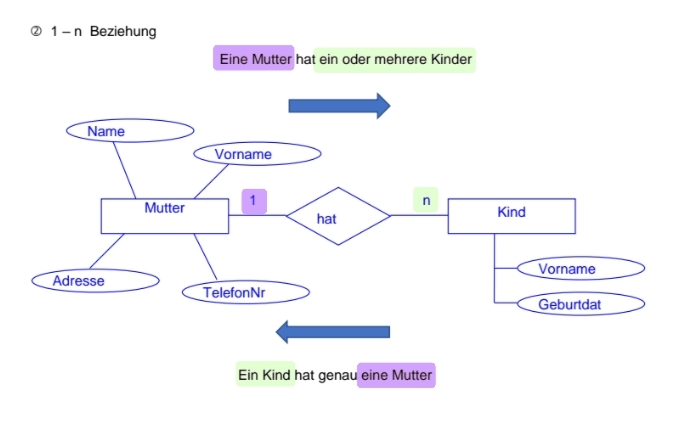 ② 1 – n Beziehung
Eine Mutter hat ein oder mehrere Kinder
Name
Vorname
Mutter
1
hat
n
Kind
Adresse
TelefonNr
Vorname
Geburtdat
Ein Kind hat genau eine Mutter